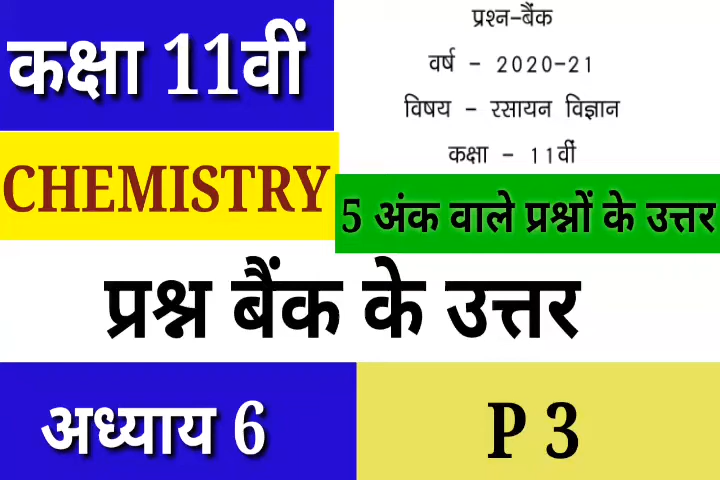 कक्षा 11वीं
प्रश्न-बैंक
वर्ष - 2020-21
विषय - रसायन विज्ञान
कक्षा - 11वीं
CHEMISTRY
5 अंक वाले प्रश्नों के उत्तर
प्रश्न बैंक के उत्तर
अध्याय 6
P 3